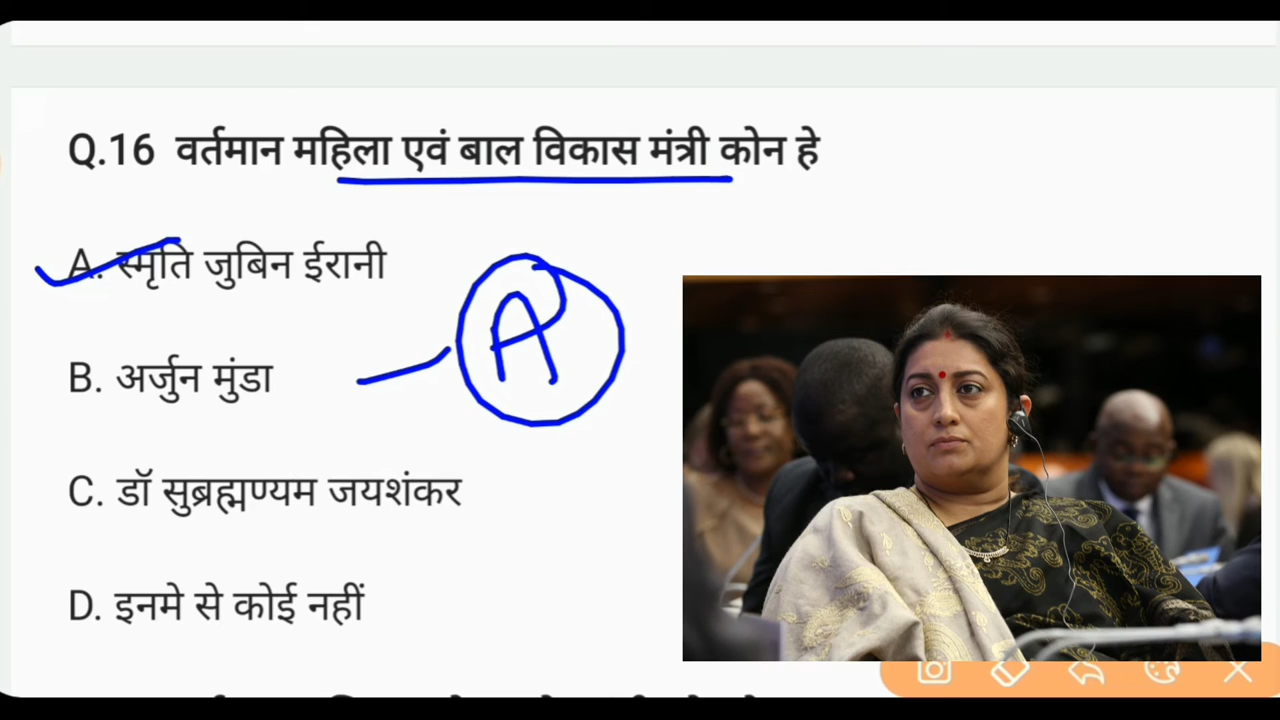 Q.16 वर्तमान महिला एवं बाल विकास मंत्री कोन हे
A. स्मृति जुबिन ईरानी
A
B. अर्जुन मुंडा
C. डॉ सुब्रह्मण्यम जयशंकर
D. इनमे से कोई नहीं